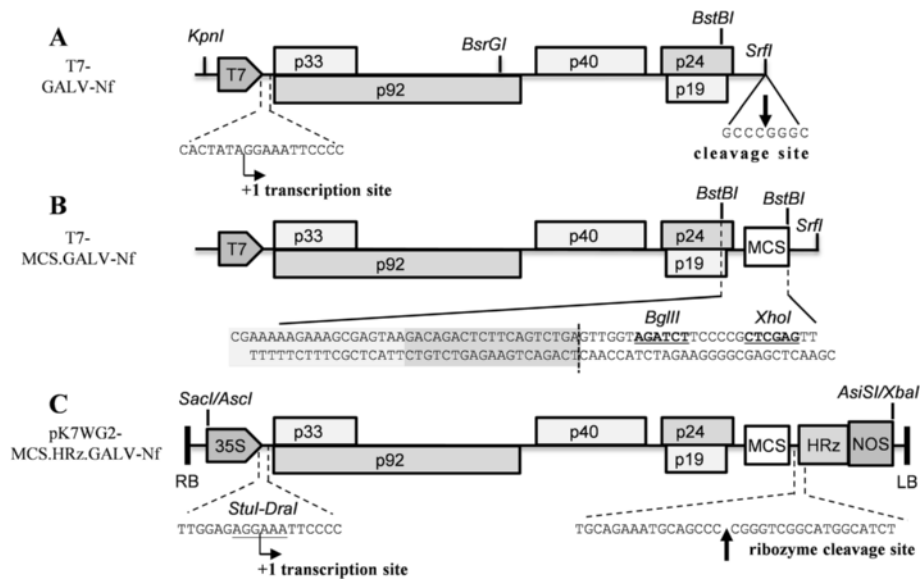 A
T7-
GALV-Nf
KpnI
T7
p33
p92
BsrGI
p40
BstBI
p24
p19
SrfI
CACTATAGGAAATTCCCC
+1 transcription site
GCCCGGGC
cleavage site
B
T7-
MCS.GALV-Nf
T7
p33
p92
p40
BstBI
p24
p19
BstBI
MCS
SrfI
BglII
XhoI
CGAAAAAGAAAGCGAGTAAGACAGACTCTTCAGTCTGAGTTGGTAGATCTTCCCCGCTCGAGTT
TTTTTCTTTCGCTCATTCTGTCTGAGAAGTCAGACTCAACCATCTAGAAGGGGCGAGCTCAAGC
C
pK7WG2-
MCS.HRz.GALV-Nf
SacI/AscI
RB
35S
p33
p92
p40
p24
p19
MCS
HRz
NOS
AsiSI/XbaI
LB
StuI-DraI
TTGGAGAGGAAATTCCCC
+1 transcription site
TGCAGAAATGCAGCCC CGGGTCGGCATGGCATCT
ribozyme cleavage site